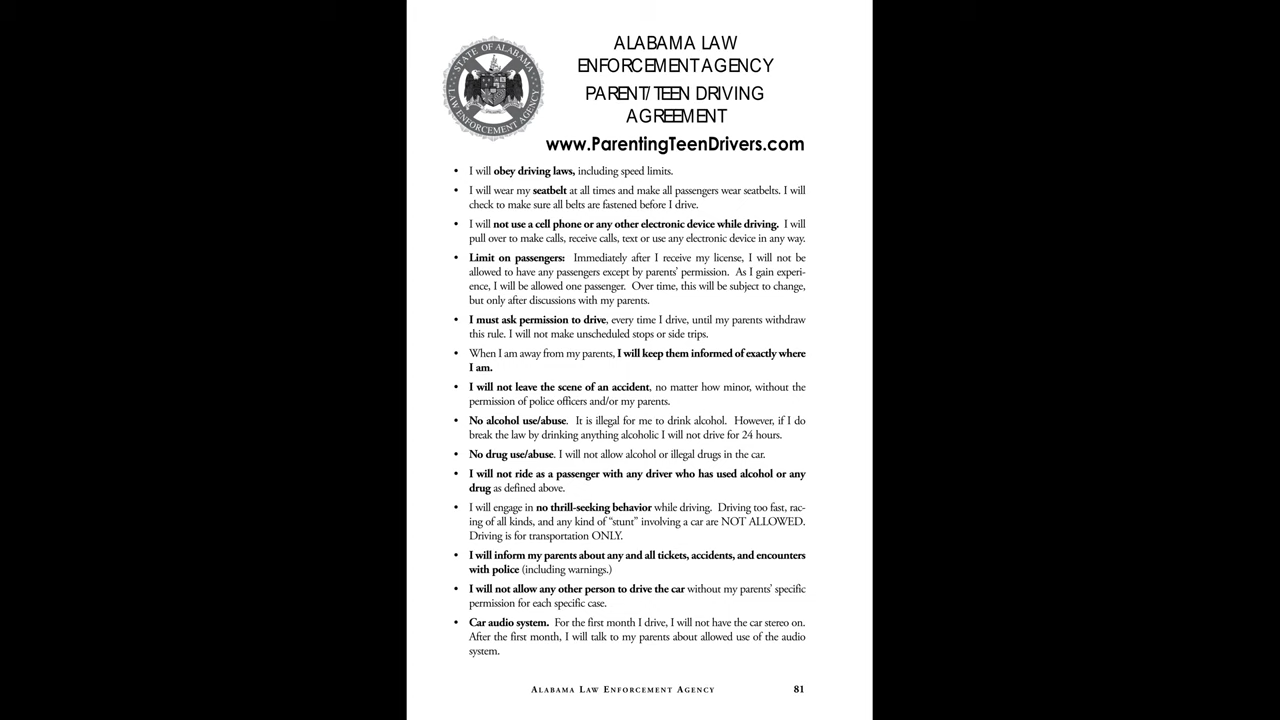 STATE OF ALABAMA
LAW ENFORCEMENT AGENCY
ALABAMA LAW
ENFORCEMENT AGENCY
PARENT/TEEN DRIVING
AGREEMENT
www.ParentingTeenDrivers.com
• I will obey driving laws, including speed limits.
• I will wear my seatbelt at all times and make all passengers wear seatbelts. I will
check to make sure all belts are fastened before I drive.
• I will not use a cell phone or any other electronic device while driving. I will
pull over to make calls, receive calls, text or use any electronic device in any way.
• Limit on passengers: Immediately after I receive my license, I will not be
allowed to have any passengers except by parents’ permission. As I gain experi-
ence, I will be allowed one passenger. Over time, this will be subject to change,
but only after discussions with my parents.
• I must ask permission to drive, every time I drive, until my parents withdraw
this rule. I will not make unscheduled stops or side trips.
• When I am away from my parents, I will keep them informed of exactly where
I am.
• I will not leave the scene of an accident, no matter how minor, without the
permission of police officers and/or my parents.
• No alcohol use/abuse. It is illegal for me to drink alcohol. However, if I do
break the law by drinking anything alcoholic I will not drive for 24 hours.
• No drug use/abuse. I will not allow alcohol or illegal drugs in the car.
• I will not ride as a passenger with any driver who has used alcohol or any
drug as defined above.
• I will engage in no thrill-seeking behavior while driving. Driving too fast, rac-
ing of all kinds, and any kind of “stunt” involving a car are NOT ALLOWED.
Driving is for transportation ONLY.
• I will inform my parents about any and all tickets, accidents, and encounters
with police (including warnings.)
• I will not allow any other person to drive the car without my parents’ specific
permission for each specific case.
• Car audio system. For the first month I drive, I will not have the car stereo on.
After the first month, I will talk to my parents about allowed use of the audio
system.
Alabama Law Enforcement Agency 81